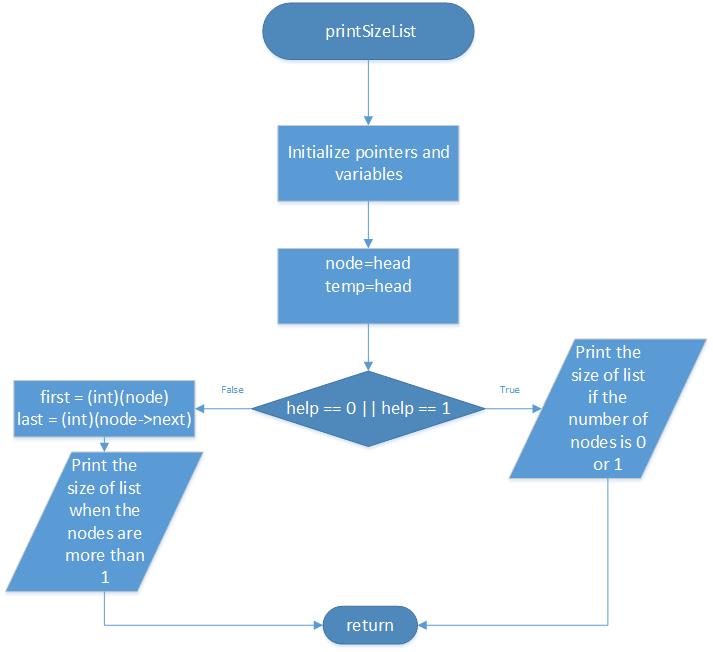 printSizeList
Initialize pointers and
variables
node=head
temp=head
help == 0 || help == 1
False
True
first = (int)(node)
last = (int)(node->next)
Print the
size of list
when the
nodes are
more than
1
Print the
size of list
if the
number of
nodes is 0
or 1
return